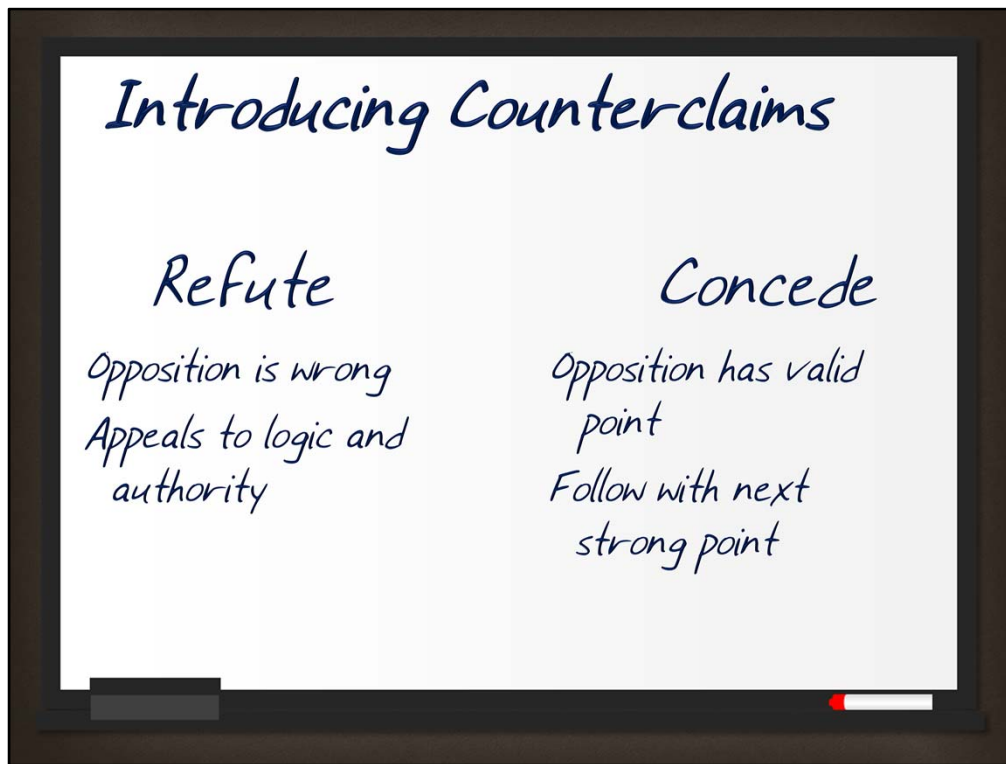 Introducing Counterclaims
Refute
Opposition is wrong
Appeals to logic and
authority
Concede
Opposition has valid
point
Follow with next
strong point